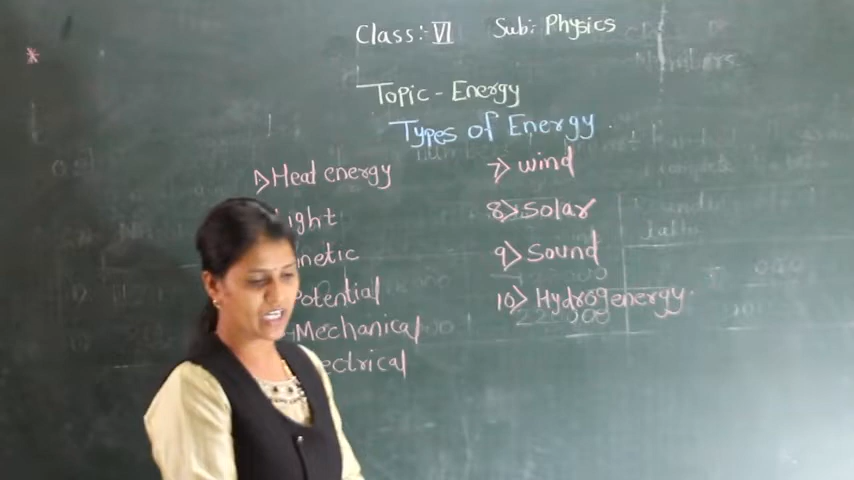 Class:- VI Sub: Physics
Topic - Energy
Types of Energy
1> Heat energy
ight
netic
Potential
Mechanical
ectrical
7> wind
8> Solar
9> Sound
10> Hydrogenergy